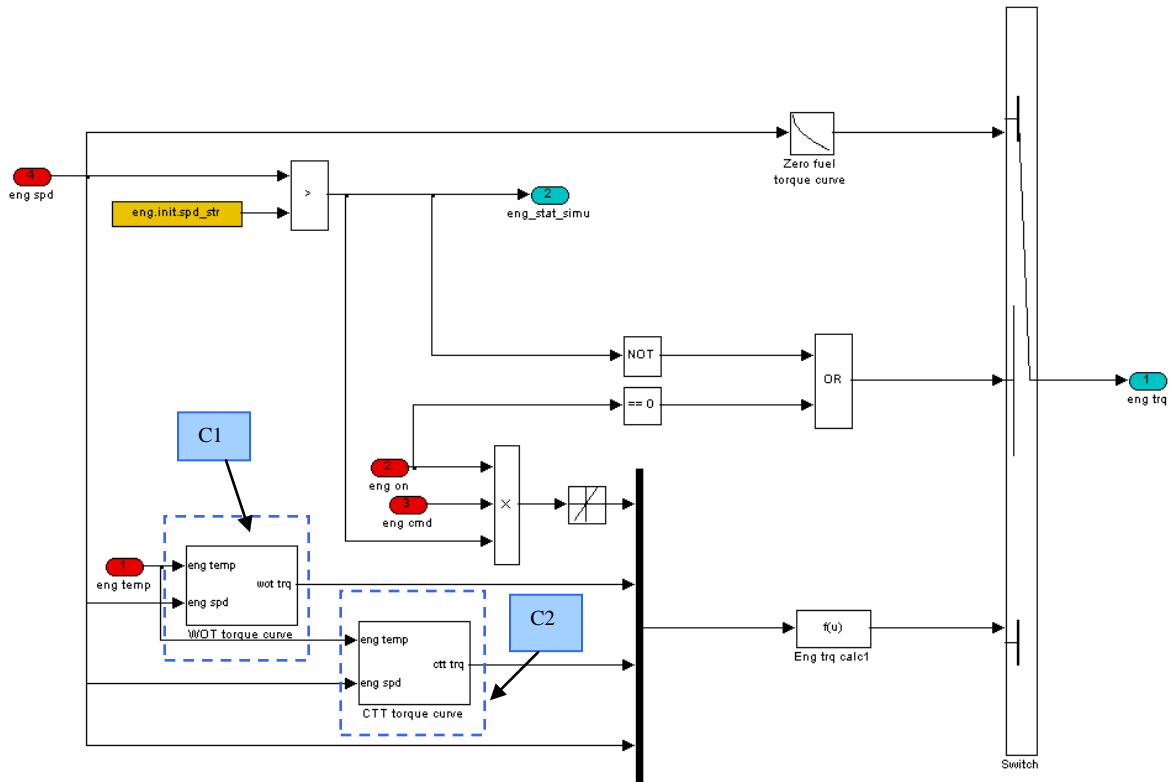 Zero fuel
torque curve
4
eng spd
>
eng.init.spd_str
2
eng_stat_simu
NOT
OR
== 0
1
eng trq
C1
2
eng on
3
eng cmd
×
1
eng temp
eng temp
wot trq
eng spd
WOT torque curve
C2
eng temp
ctt trq
eng spd
CTT torque curve
f(u)
Eng trq calc1
Switch